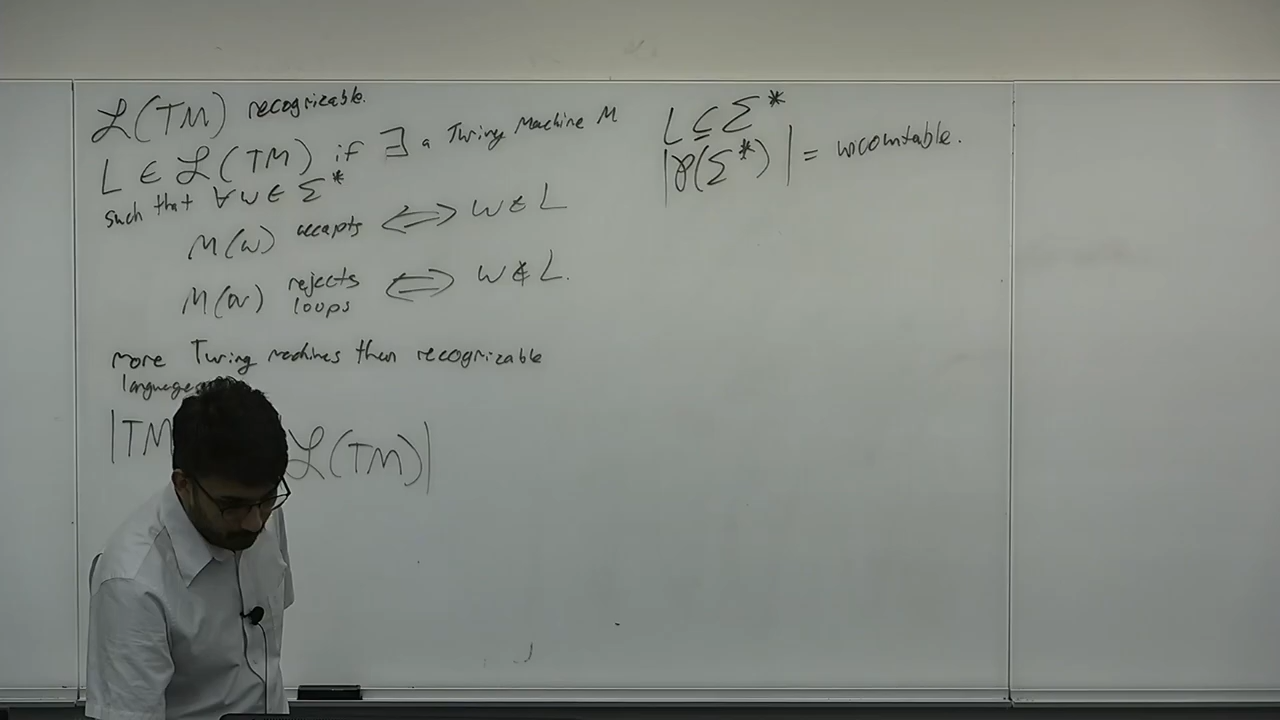 ℒ(TM) recognizable.
L ∈ ℒ(TM) if ∃ a Turing Machine M
such that ∀ w ∈ Σ*
M(w) accepts ⟺ w ∈ L
M(w) rejects loops ⟺ w ∉ L.
more Turing machines than recognizable
languages
|TM ℒ(TM)|
L ⊆ Σ*
|𝒫(Σ*)| = uncountable.